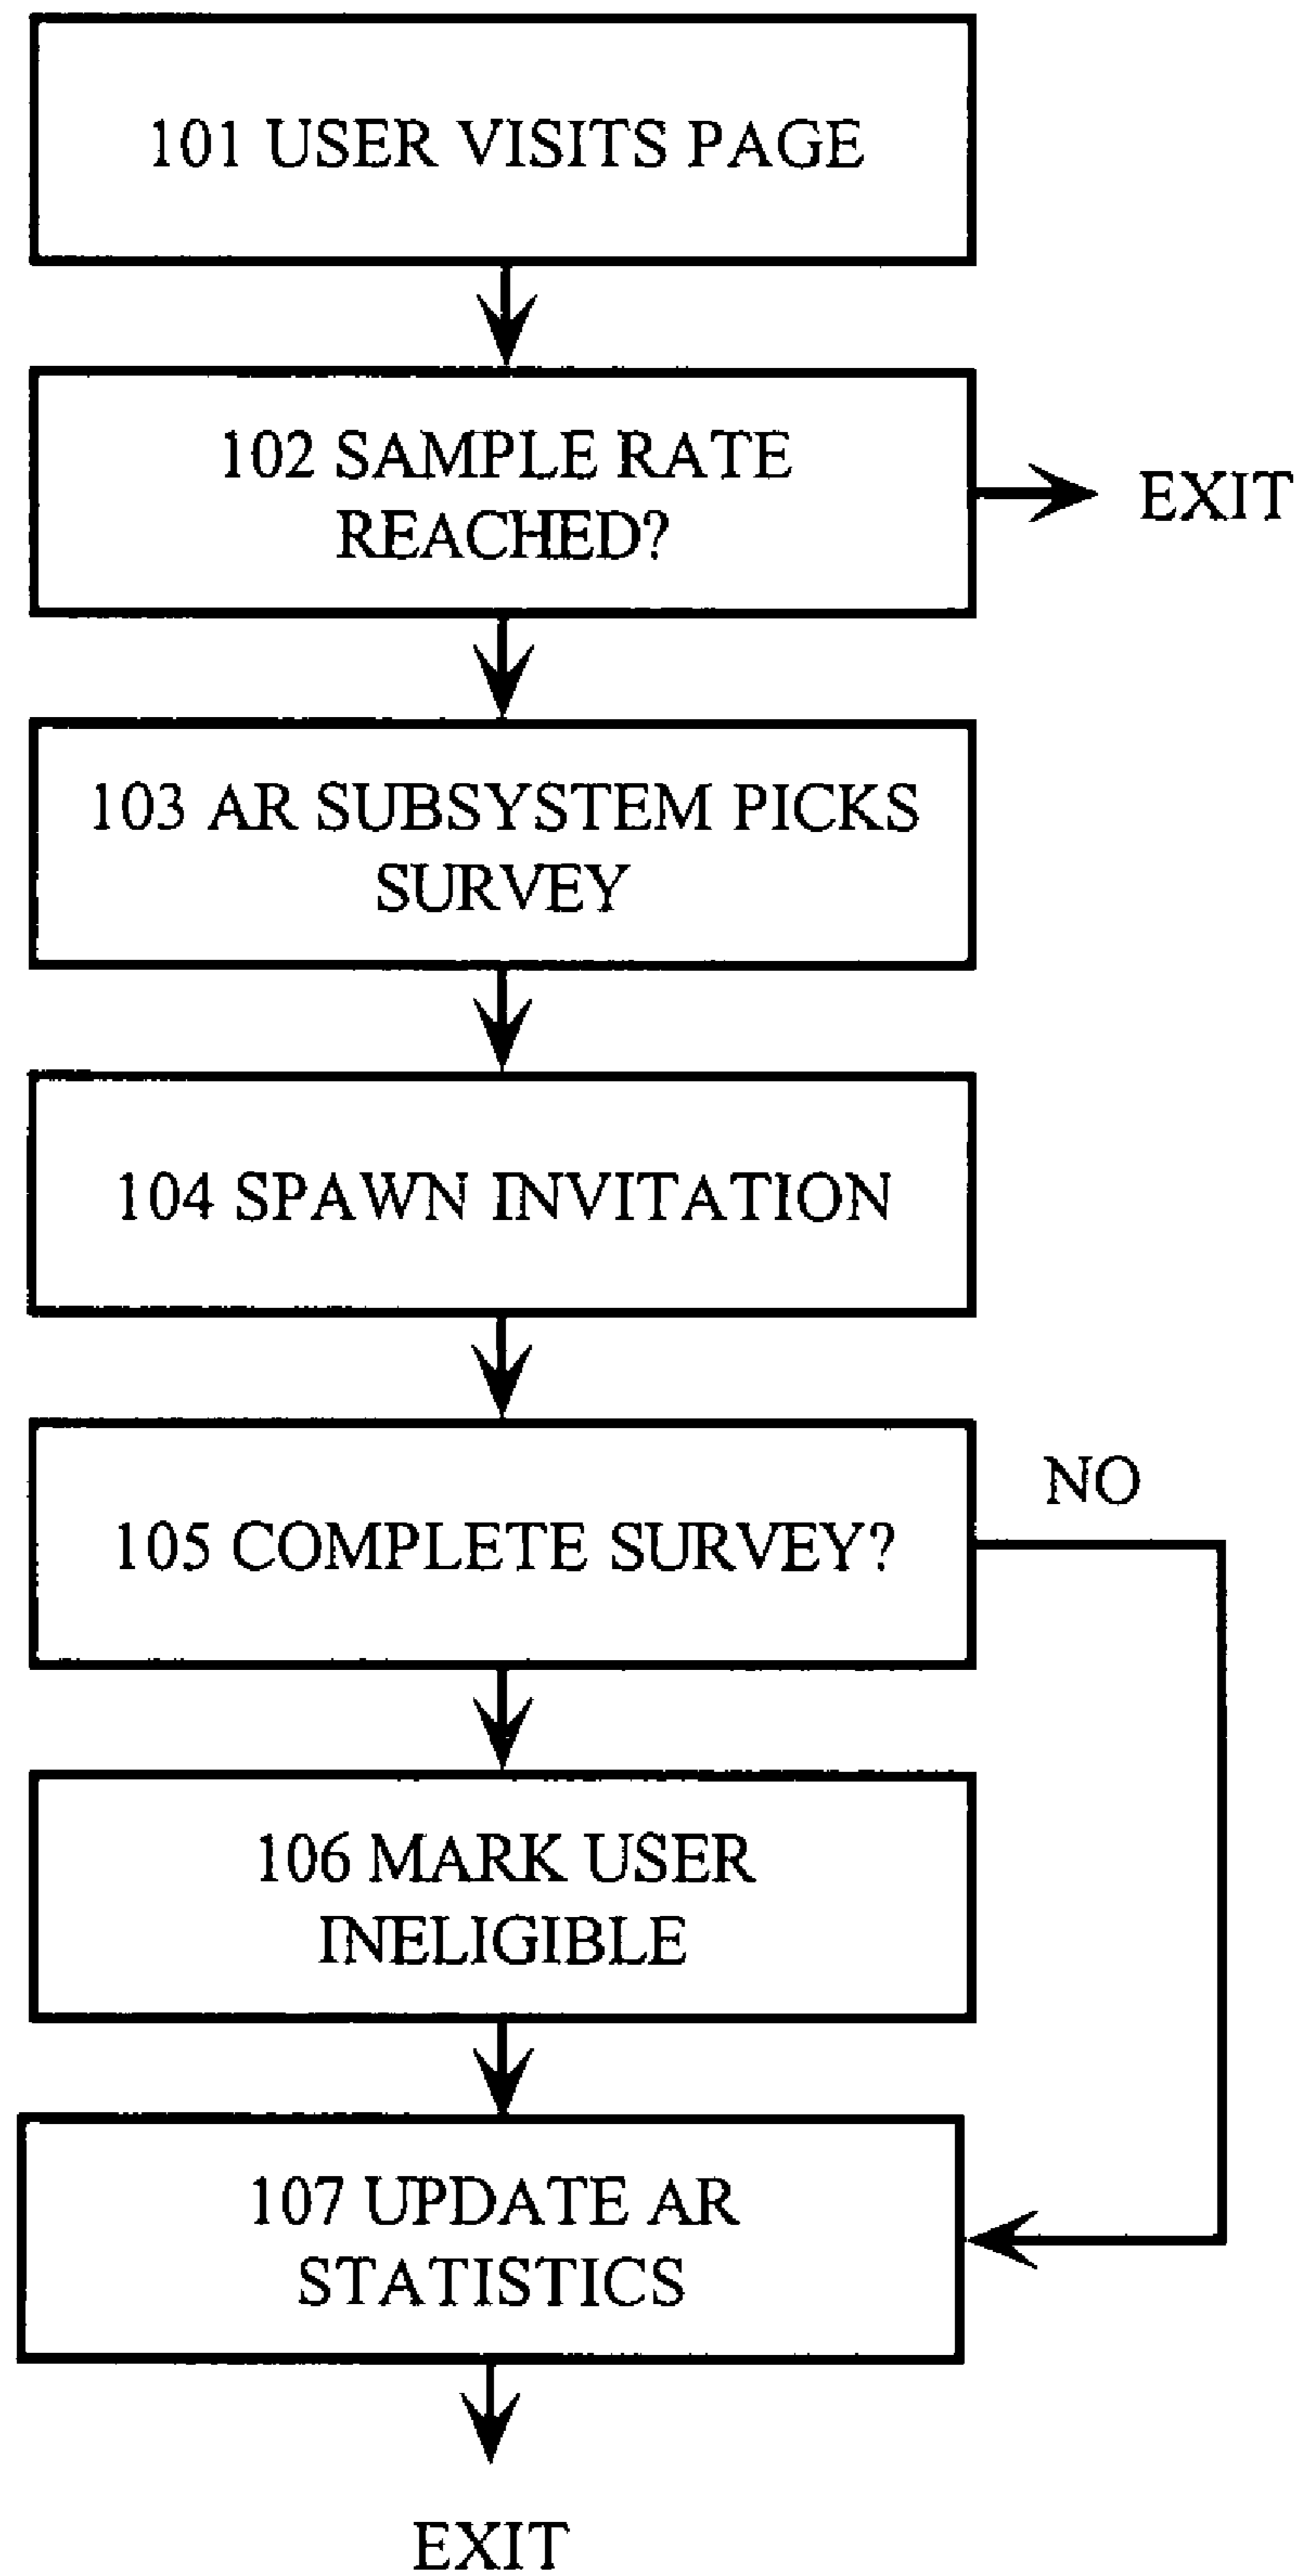 101 USER VISITS PAGE
102 SAMPLE RATE
REACHED?
EXIT
103 AR SUBSYSTEM PICKS
SURVEY
104 SPAWN INVITATION
NO
105 COMPLETE SURVEY?
106 MARK USER
INELIGIBLE
107 UPDATE AR
STATISTICS
EXIT